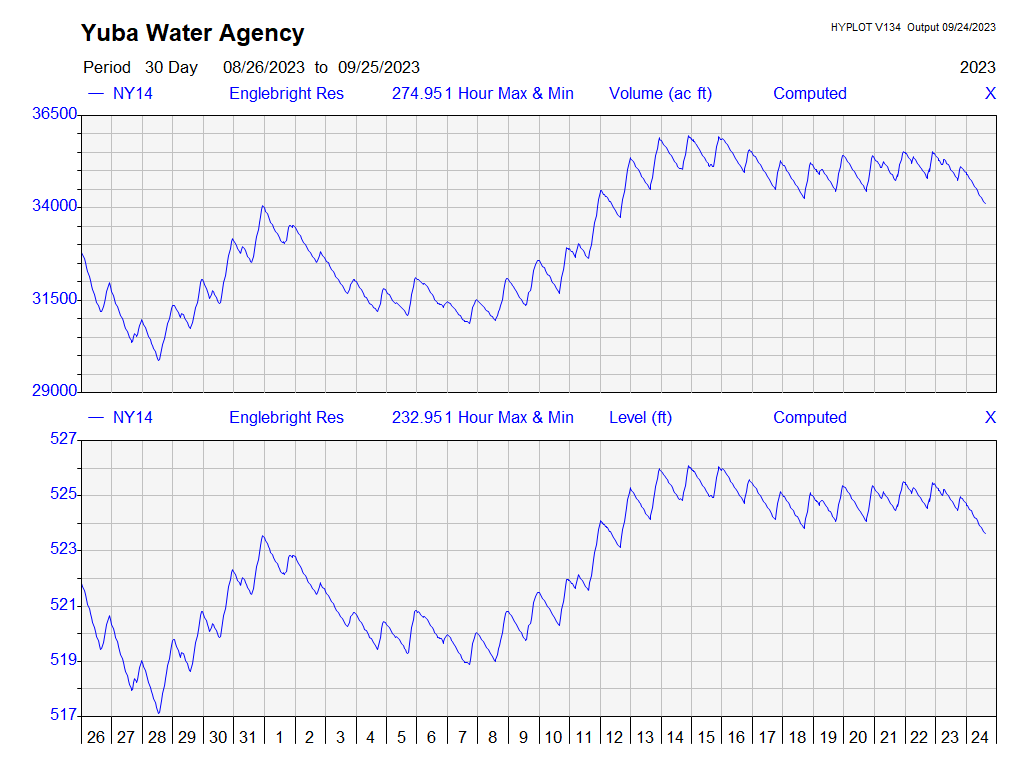 Yuba Water Agency
HYPLOT V134 Output 09/24/2023
Period 30 Day 08/26/2023 to 09/25/2023 2023
NY14 Englebright Res 274.951 Hour Max & Min Volume (ac ft) Computed X
36500
34000
31500
29000
NY14 Englebright Res 232.951 Hour Max & Min Level (ft) Computed X
527
525
523
521
519
517
26 27 28 29 30 31 1 2 3 4 5 6 7 8 9 10 11 12 13 14 15 16 17 18 19 20 21 22 23 24